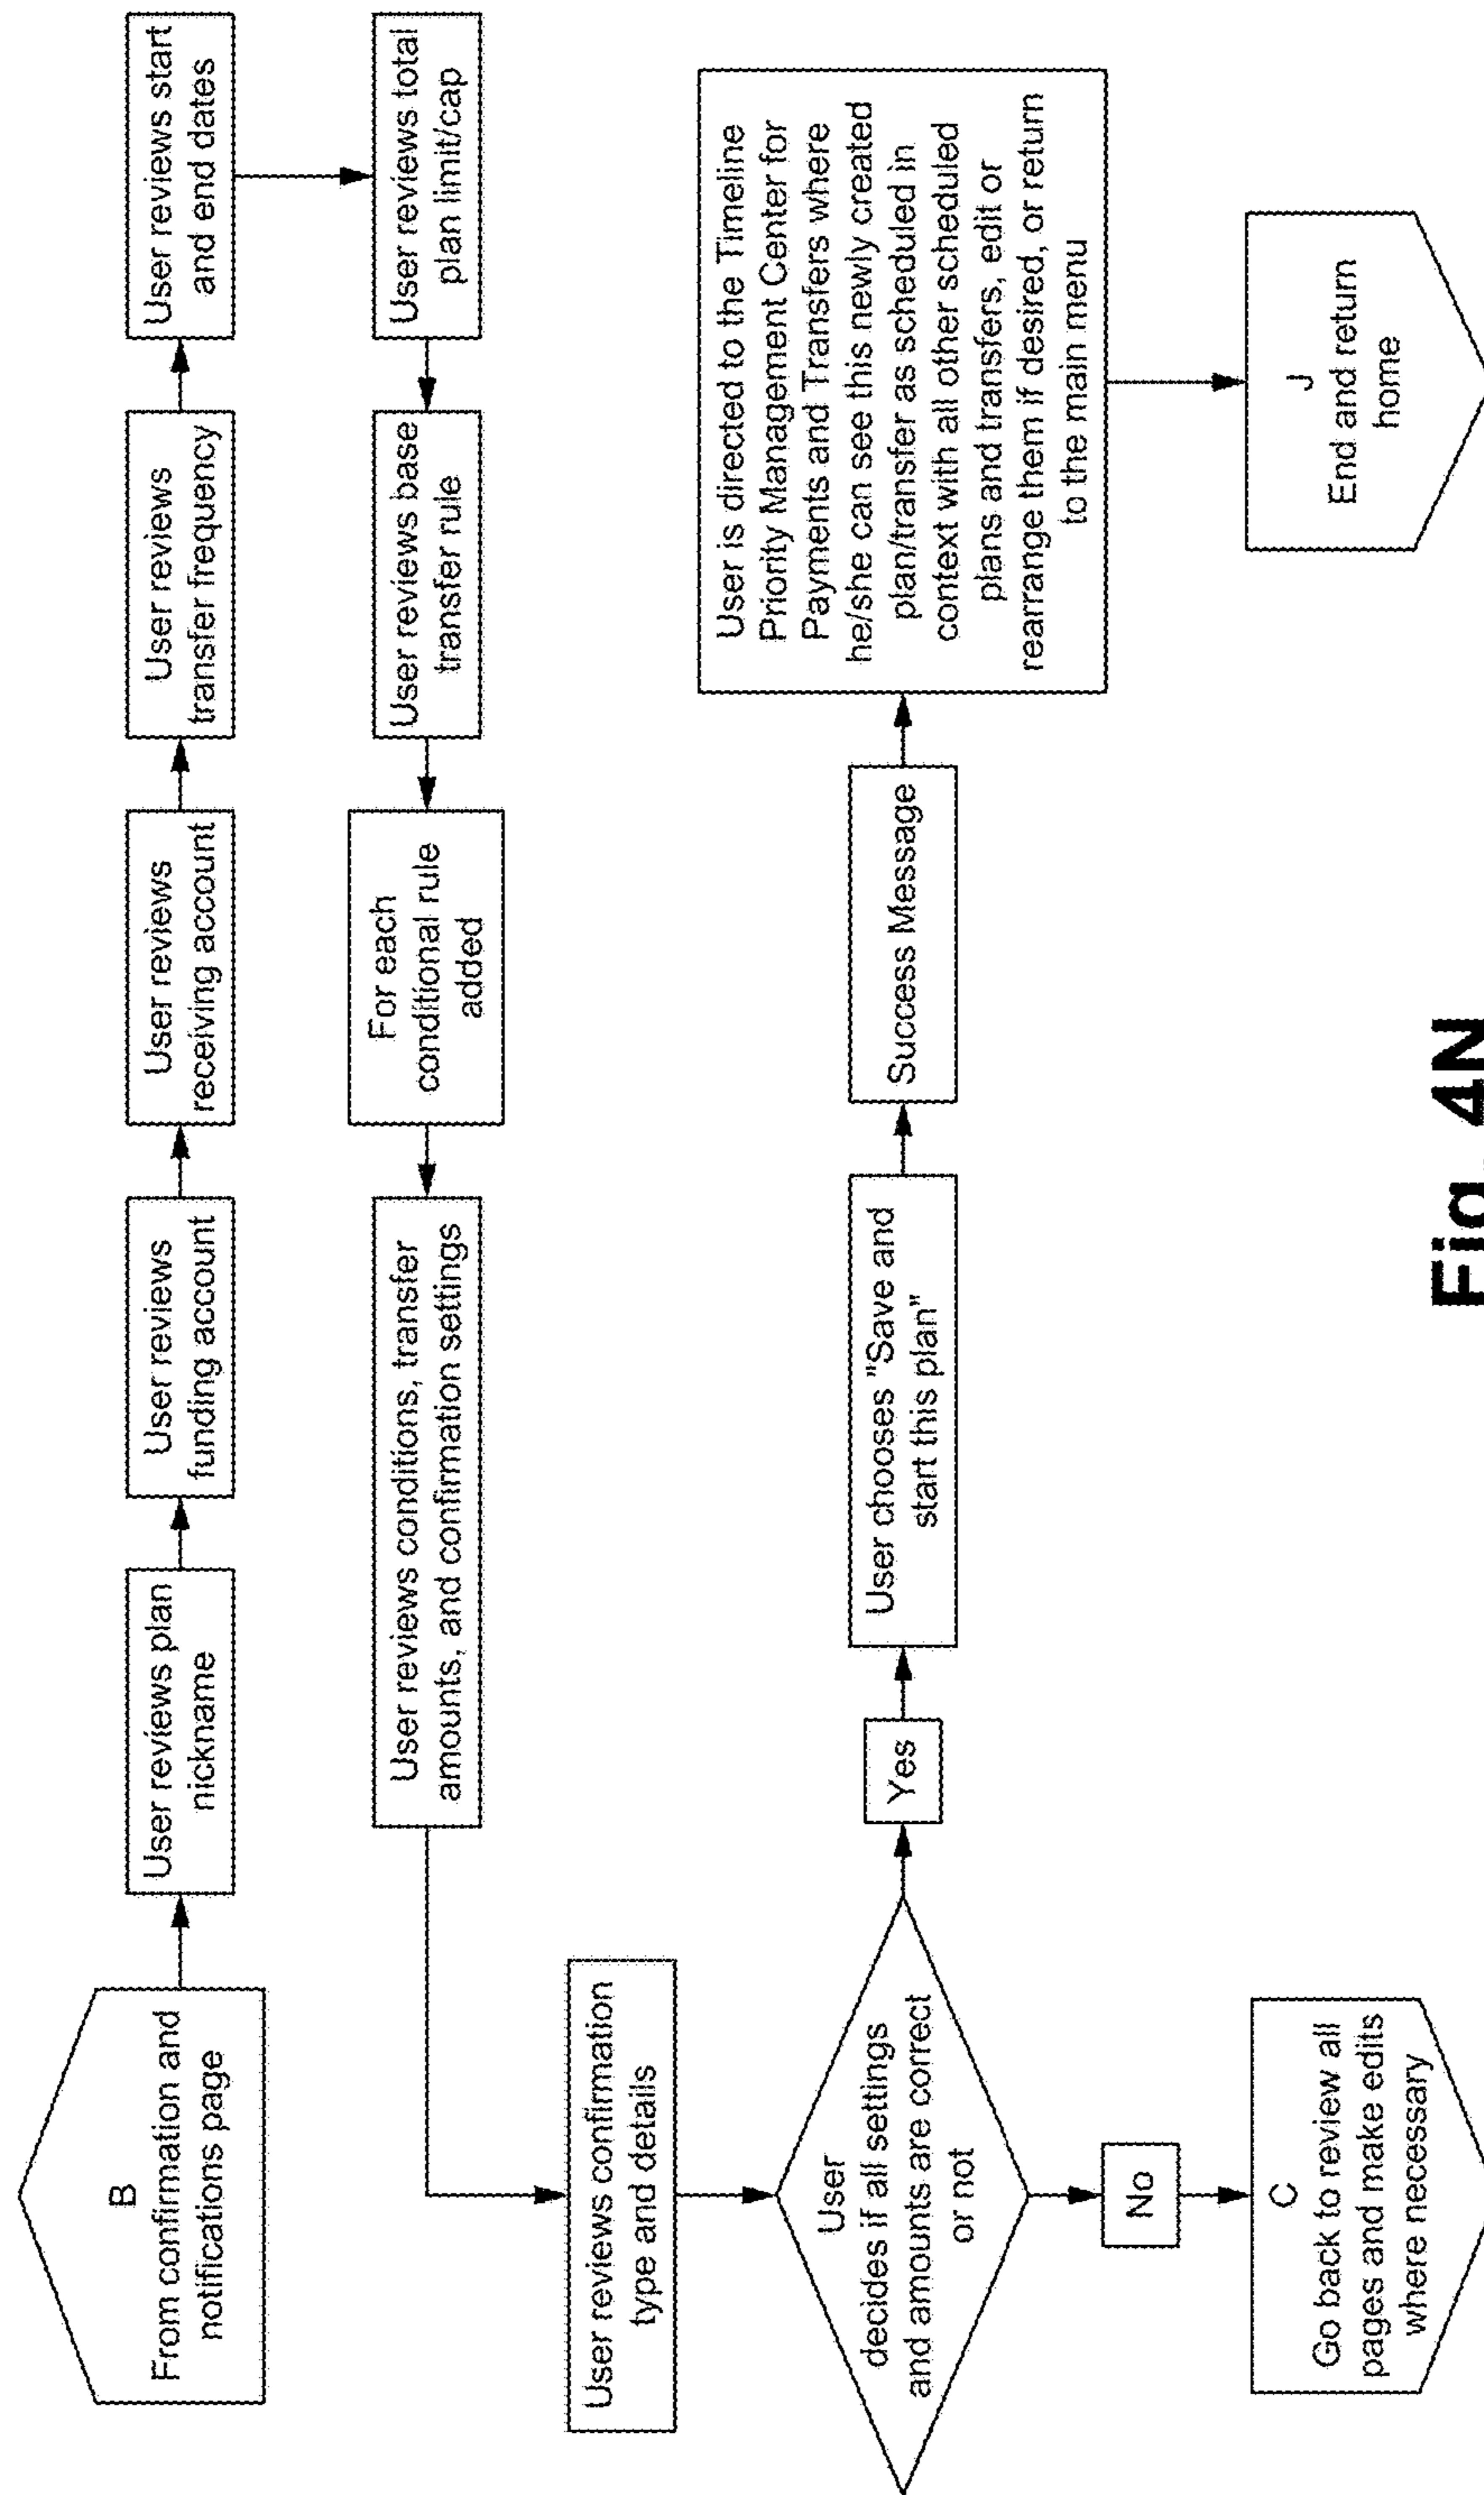 B
From confirmation and
notifications page
User reviews plan
nickname
User reviews
funding account
User reviews
receiving account
User reviews
transfer frequency
User reviews start
and end dates
User reviews total
plan limit/cap
User reviews base
transfer rule
For each
conditional rule
added
User reviews conditions, transfer
amounts, and confirmation settings
User reviews confirmation
type and details
User
decides if all settings
and amounts are correct
or not
Yes
User chooses "Save and
start this plan"
Success Message
User is directed to the Timeline
Priority Management Center for
Payments and Transfers where
he/she can see this newly created
plan/transfer as scheduled in
context with all other scheduled
plans and transfers, edit or
rearrange them if desired, or return
to the main menu
J
End and return
home
No
C
Go back to review all
pages and make edits
where necessary
Fig. 4N